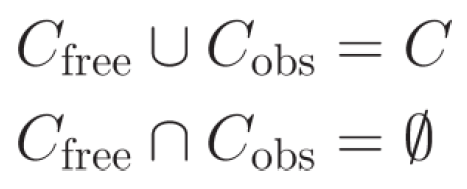 C_free ∪ C_obs = C
C_free ∩ C_obs = ∅